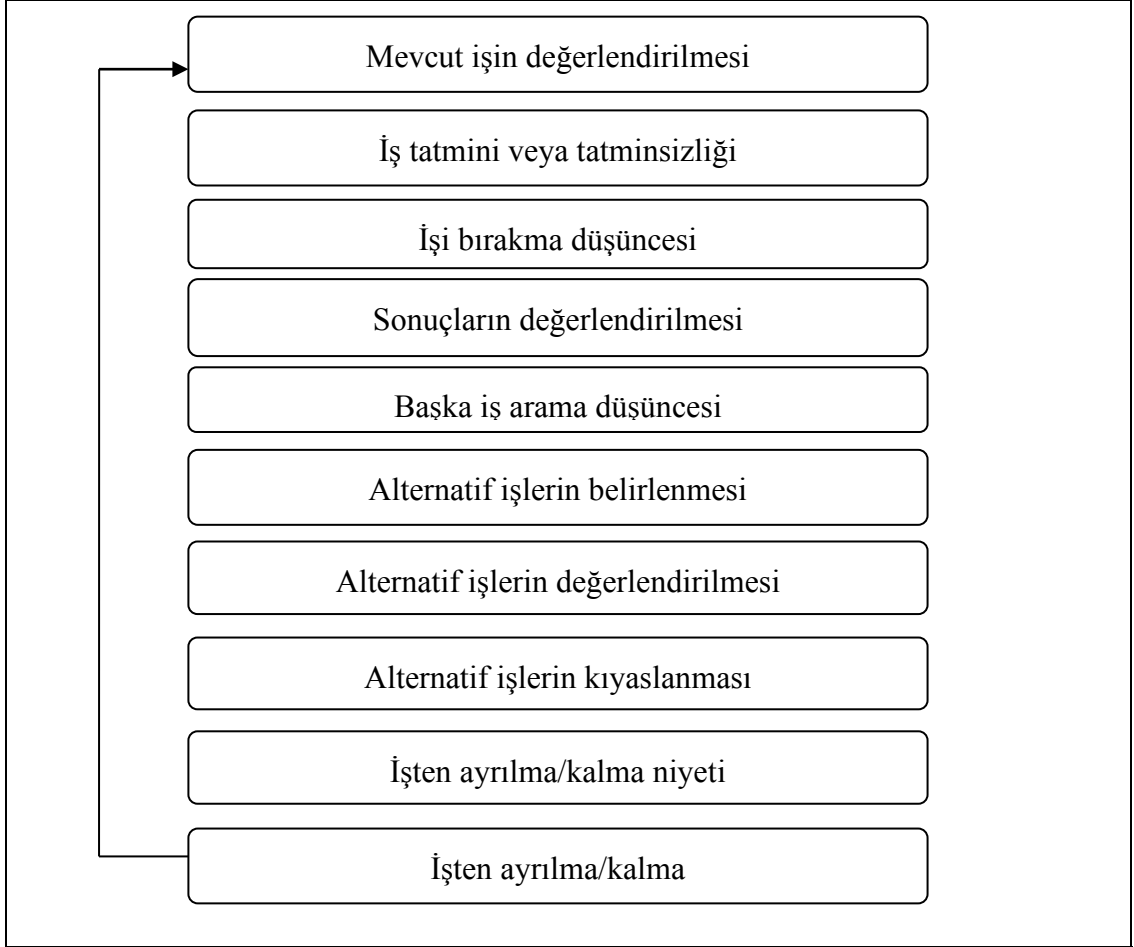 Mevcut işin değerlendirilmesi
İş tatmini veya tatminsizliği
İşi bırakma düşüncesi
Sonuçların değerlendirilmesi
Başka iş arama düşüncesi
Alternatif işlerin belirlenmesi
Alternatif işlerin değerlendirilmesi
Alternatif işlerin kıyaslanması
İşten ayrılma/kalma niyeti
İşten ayrılma/kalma